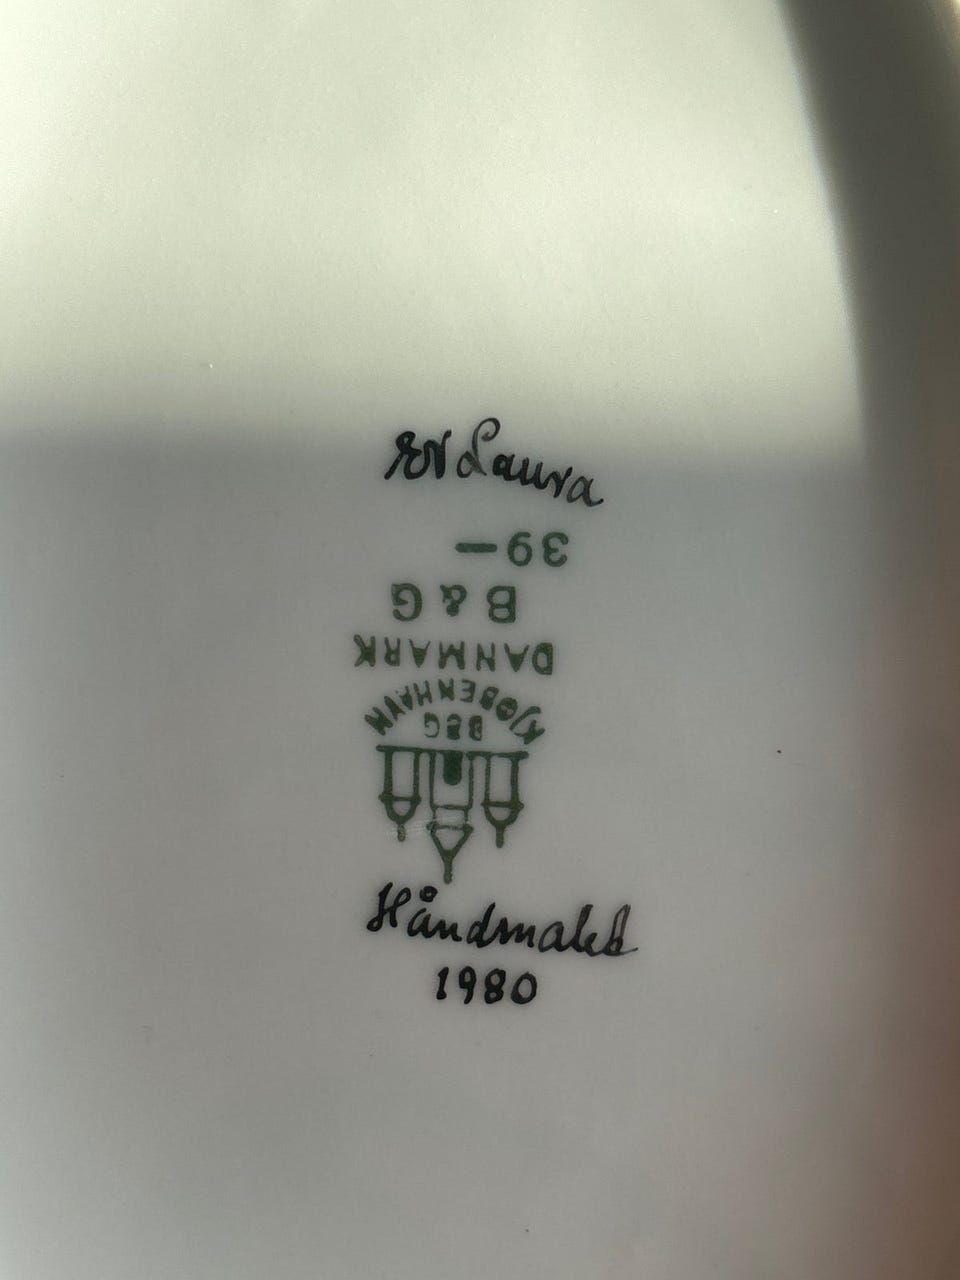 Laura
B&G
KJØBENHAVN
DANMARK
B & G
39-
Håndmalet
1980